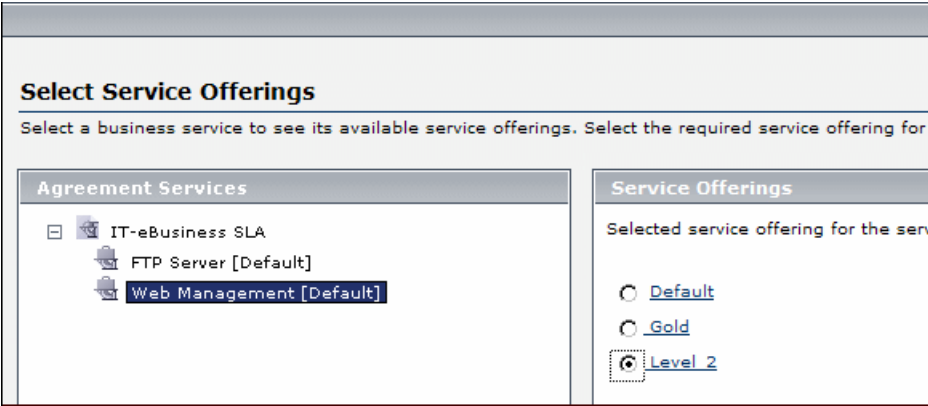 Select Service Offerings
Select a business service to see its available service offerings. Select the required service offering for
Agreement Services
IT-eBusiness SLA
FTP Server [Default]
Web Management [Default]
Service Offerings
Selected service offering for the serv
Default
Gold
Level 2